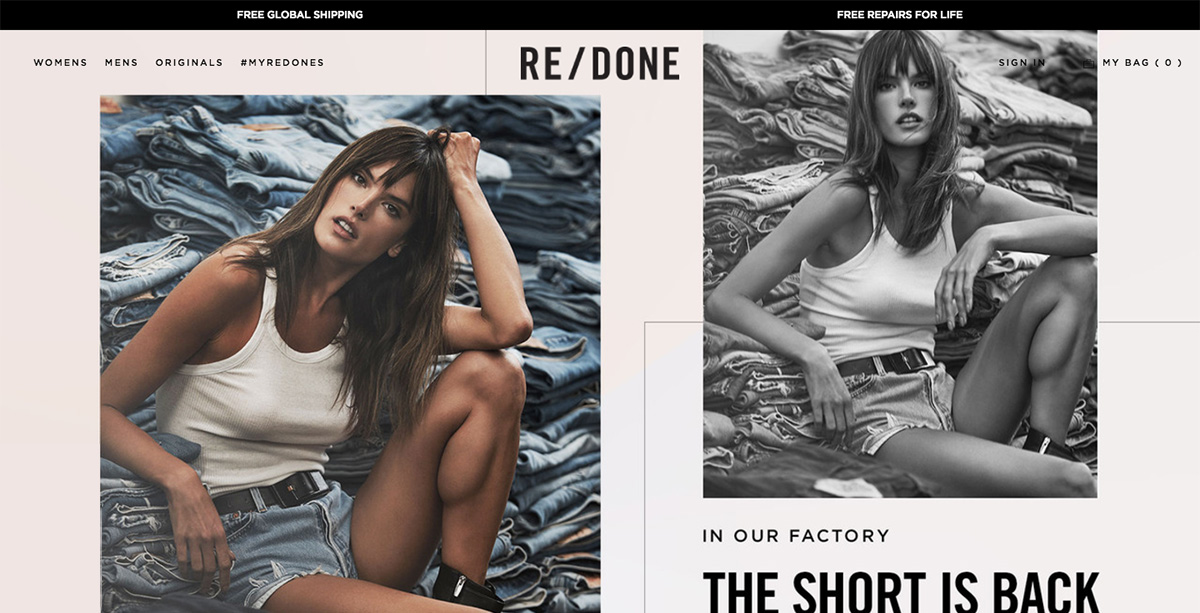 FREE GLOBAL SHIPPING
FREE REPAIRS FOR LIFE
WOMENS MENS ORIGINALS #MYREDONES
RE/DONE
SIGN IN
MY BAG ( 0 )
IN OUR FACTORY
THE SHORT IS BACK